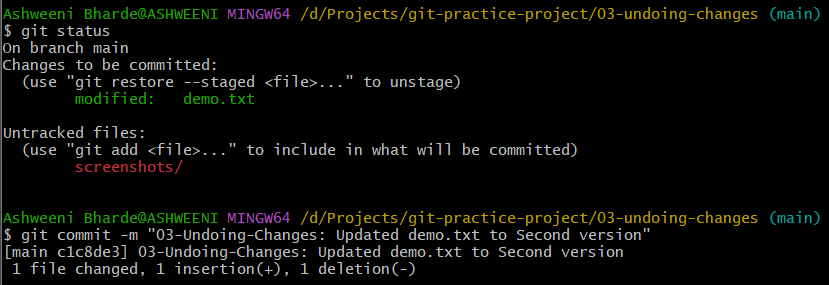 Ashweeni Bharde@ASHWEENI MINGW64 /d/Projects/git-practice-project/03-undoing-changes (main)
$ git status
On branch main
Changes to be committed:
  (use "git restore --staged <file>..." to unstage)
        modified:   demo.txt

Untracked files:
  (use "git add <file>..." to include in what will be committed)
        screenshots/

Ashweeni Bharde@ASHWEENI MINGW64 /d/Projects/git-practice-project/03-undoing-changes (main)
$ git commit -m "03-Undoing-Changes: Updated demo.txt to Second version"
[main c1c8de3] 03-Undoing-Changes: Updated demo.txt to Second version
 1 file changed, 1 insertion(+), 1 deletion(-)